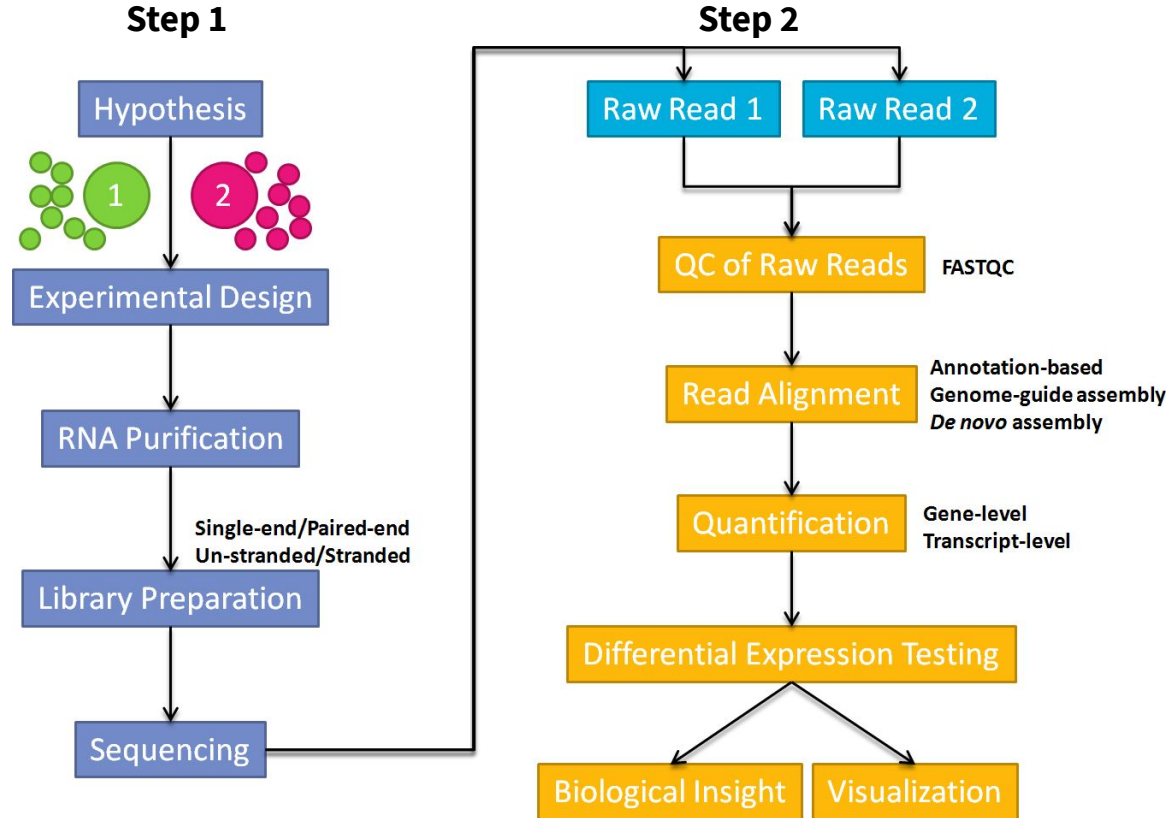 Step 1
Hypothesis
1
2
Experimental Design
RNA Purification
Single-end/Paired-end
Un-stranded/Stranded
Library Preparation
Sequencing
Step 2
Raw Read 1
Raw Read 2
QC of Raw Reads
FASTQC
Read Alignment
Annotation-based
Genome-guide assembly
De novo assembly
Quantification
Gene-level
Transcript-level
Differential Expression Testing
Biological Insight
Visualization